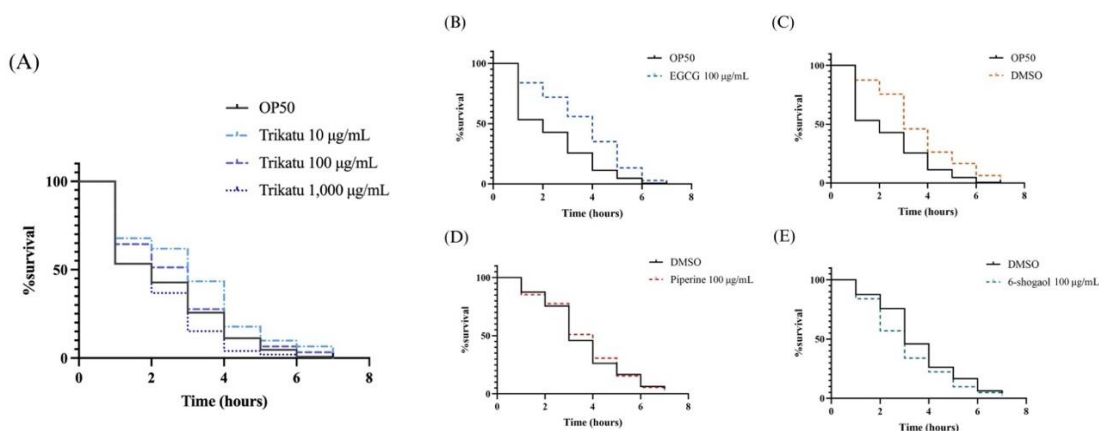 (A)
OP50
Trikatu 10 µg/mL
Trikatu 100 µg/mL
Trikatu 1,000 µg/mL
%survival
100
50
0
0 2 4 6 8
Time (hours)
(B)
OP50
EGCG 100 µg/mL
%survival
100
50
0
0 2 4 6 8
Time (hours)
(C)
OP50
DMSO
%survival
100
50
0
0 2 4 6 8
Time (hours)
(D)
DMSO
Piperine 100 µg/mL
%survival
100
50
0
0 2 4 6 8
Time (hours)
(E)
DMSO
6-shogaol 100 µg/mL
%survival
100
50
0
0 2 4 6 8
Time (hours)